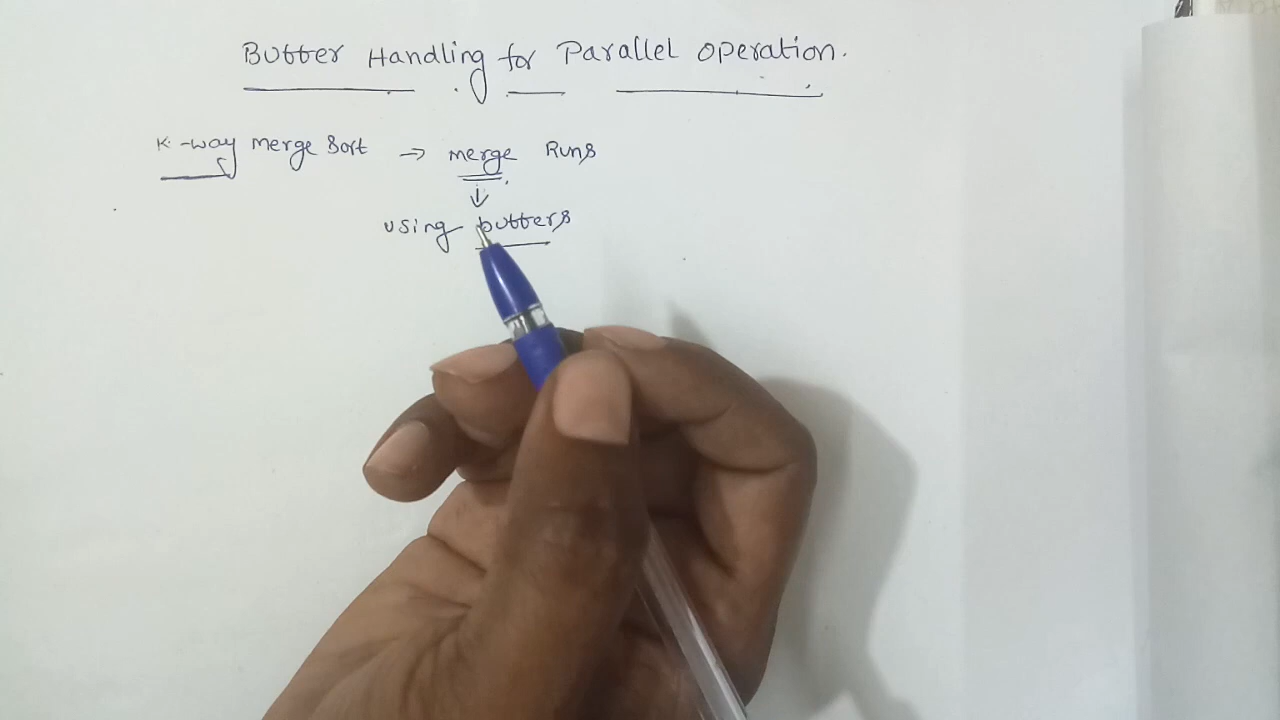 Buffer Handling for Parallel operation.
K-way merge Sort → merge Runs
↓
using buffers